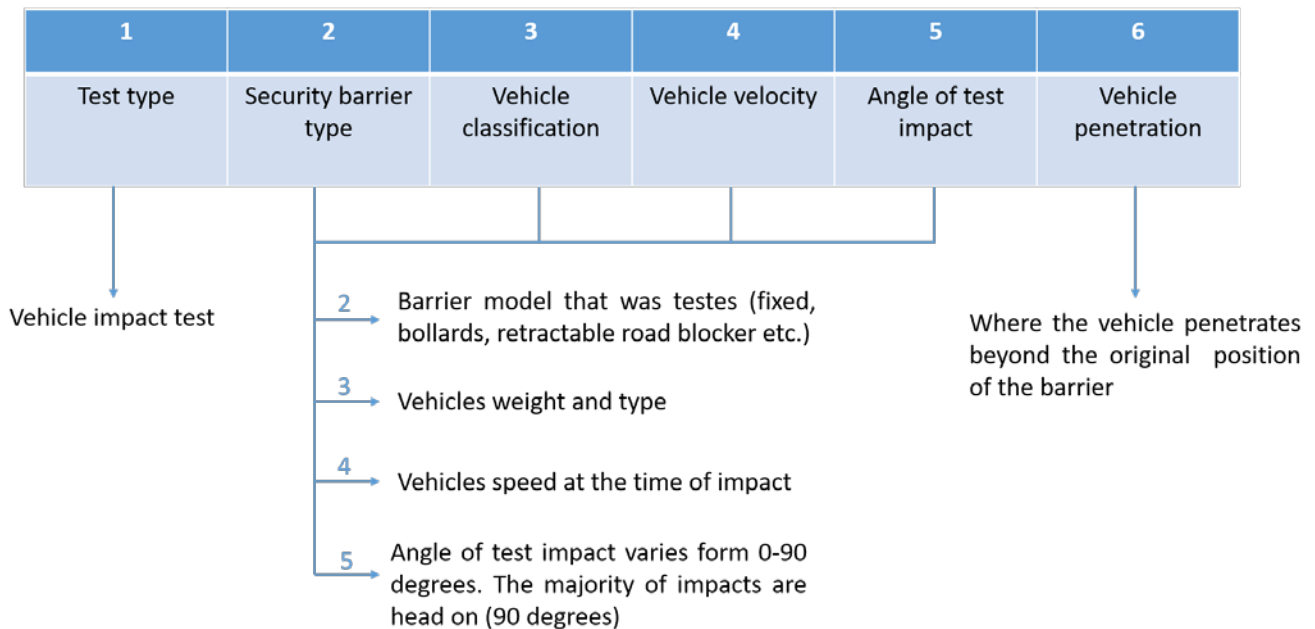 1 2 3 4 5 6
Test type
Security barrier
type
Vehicle
classification
Vehicle velocity
Angle of test
impact
Vehicle
penetration
Vehicle impact test
2
Barrier model that was testes (fixed,
bollards, retractable road blocker etc.)
3
Vehicles weight and type
4
Vehicles speed at the time of impact
5
Angle of test impact varies form 0-90
degrees. The majority of impacts are
head on (90 degrees)
Where the vehicle penetrates
beyond the original position
of the barrier